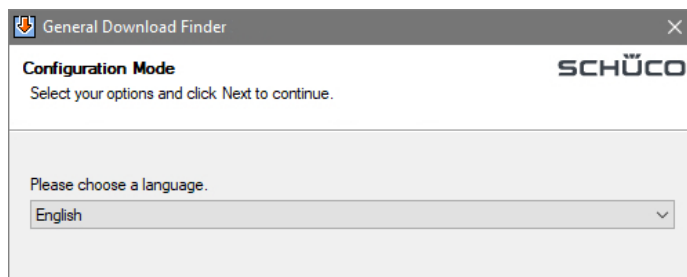 General Download Finder
Configuration Mode
SCHÜCO
Select your options and click Next to continue.
Please choose a language.
English